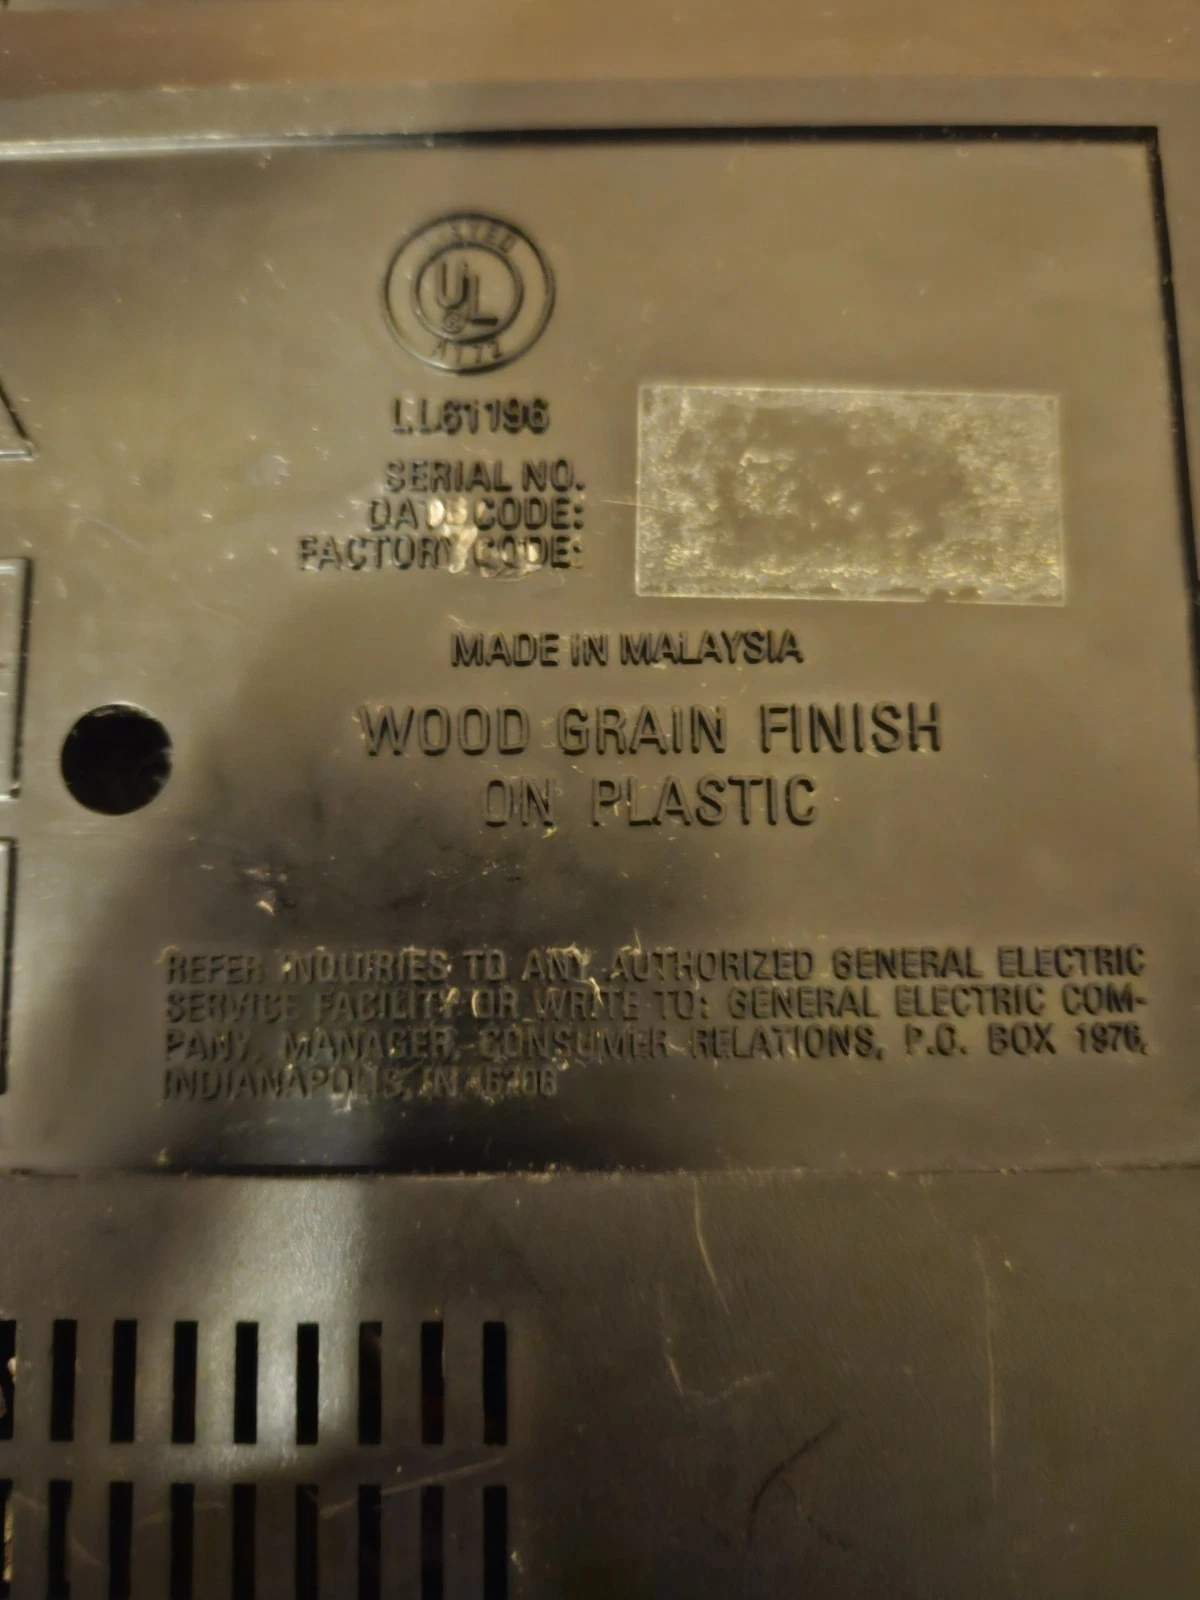 LISTED
UL
A172
LL61196
SERIAL NO.
DATE CODE:
FACTORY CODE:
MADE IN MALAYSIA
WOOD GRAIN FINISH
ON PLASTIC
REFER INQUIRIES TO ANY AUTHORIZED GENERAL ELECTRIC
SERVICE FACILITY OR WRITE TO: GENERAL ELECTRIC COM-
PANY, MANAGER, CONSUMER RELATIONS, P.O. BOX 1976,
INDIANAPOLIS, IN 46206